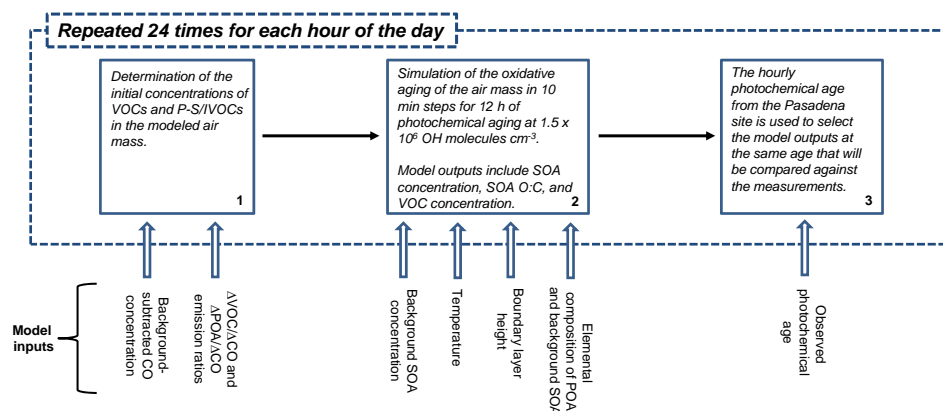 Repeated 24 times for each hour of the day
Determination of the
initial concentrations of
VOCs and P-S/IVOCs
in the modeled air
mass.
1
Simulation of the oxidative
aging of the air mass in 10
min steps for 12 h of
photochemical aging at 1.5 x
10⁶ OH molecules cm⁻³.
Model outputs include SOA
concentration, SOA O:C, and
VOC concentration.
2
The hourly
photochemical age
from the Pasadena
site is used to select
the model outputs at
the same age that will
be compared against
the measurements.
3
Model
inputs
Background-
subtracted CO
concentration
ΔVOC/ΔCO and
ΔPOA/ΔCO
emission ratios
Background SOA
concentration
Temperature
Boundary layer
height
Elemental
composition of POA
and background SOA
Observed
photochemical
age